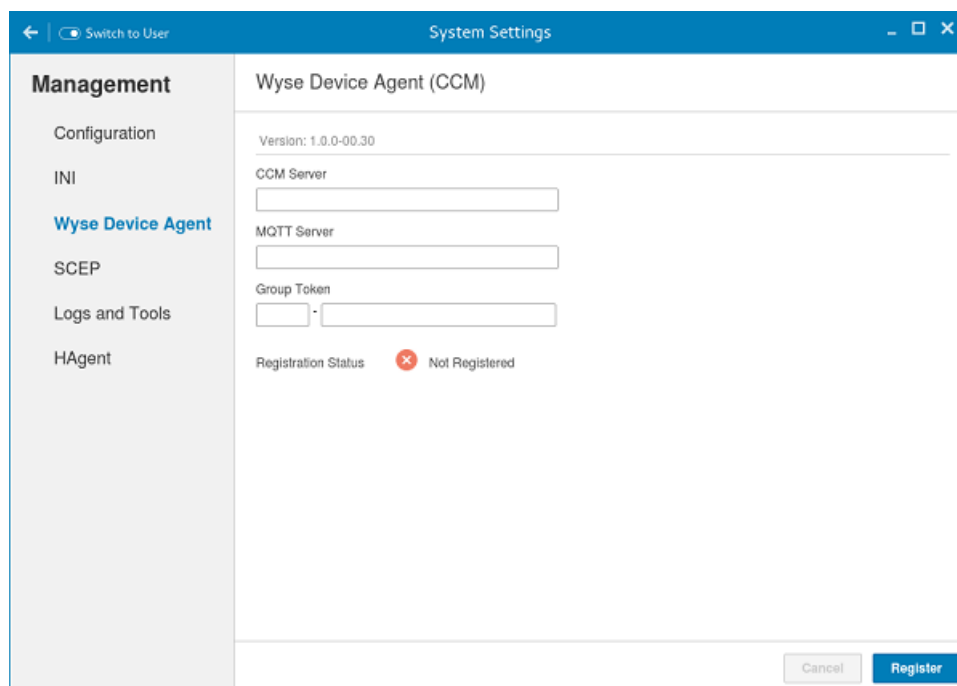 Switch to User
System Settings
Management
Configuration
INI
Wyse Device Agent
SCEP
Logs and Tools
HAgent
Wyse Device Agent (CCM)
Version: 1.0.0-00.30
CCM Server
MQTT Server
Group Token
-
Registration Status Not Registered
Cancel Register